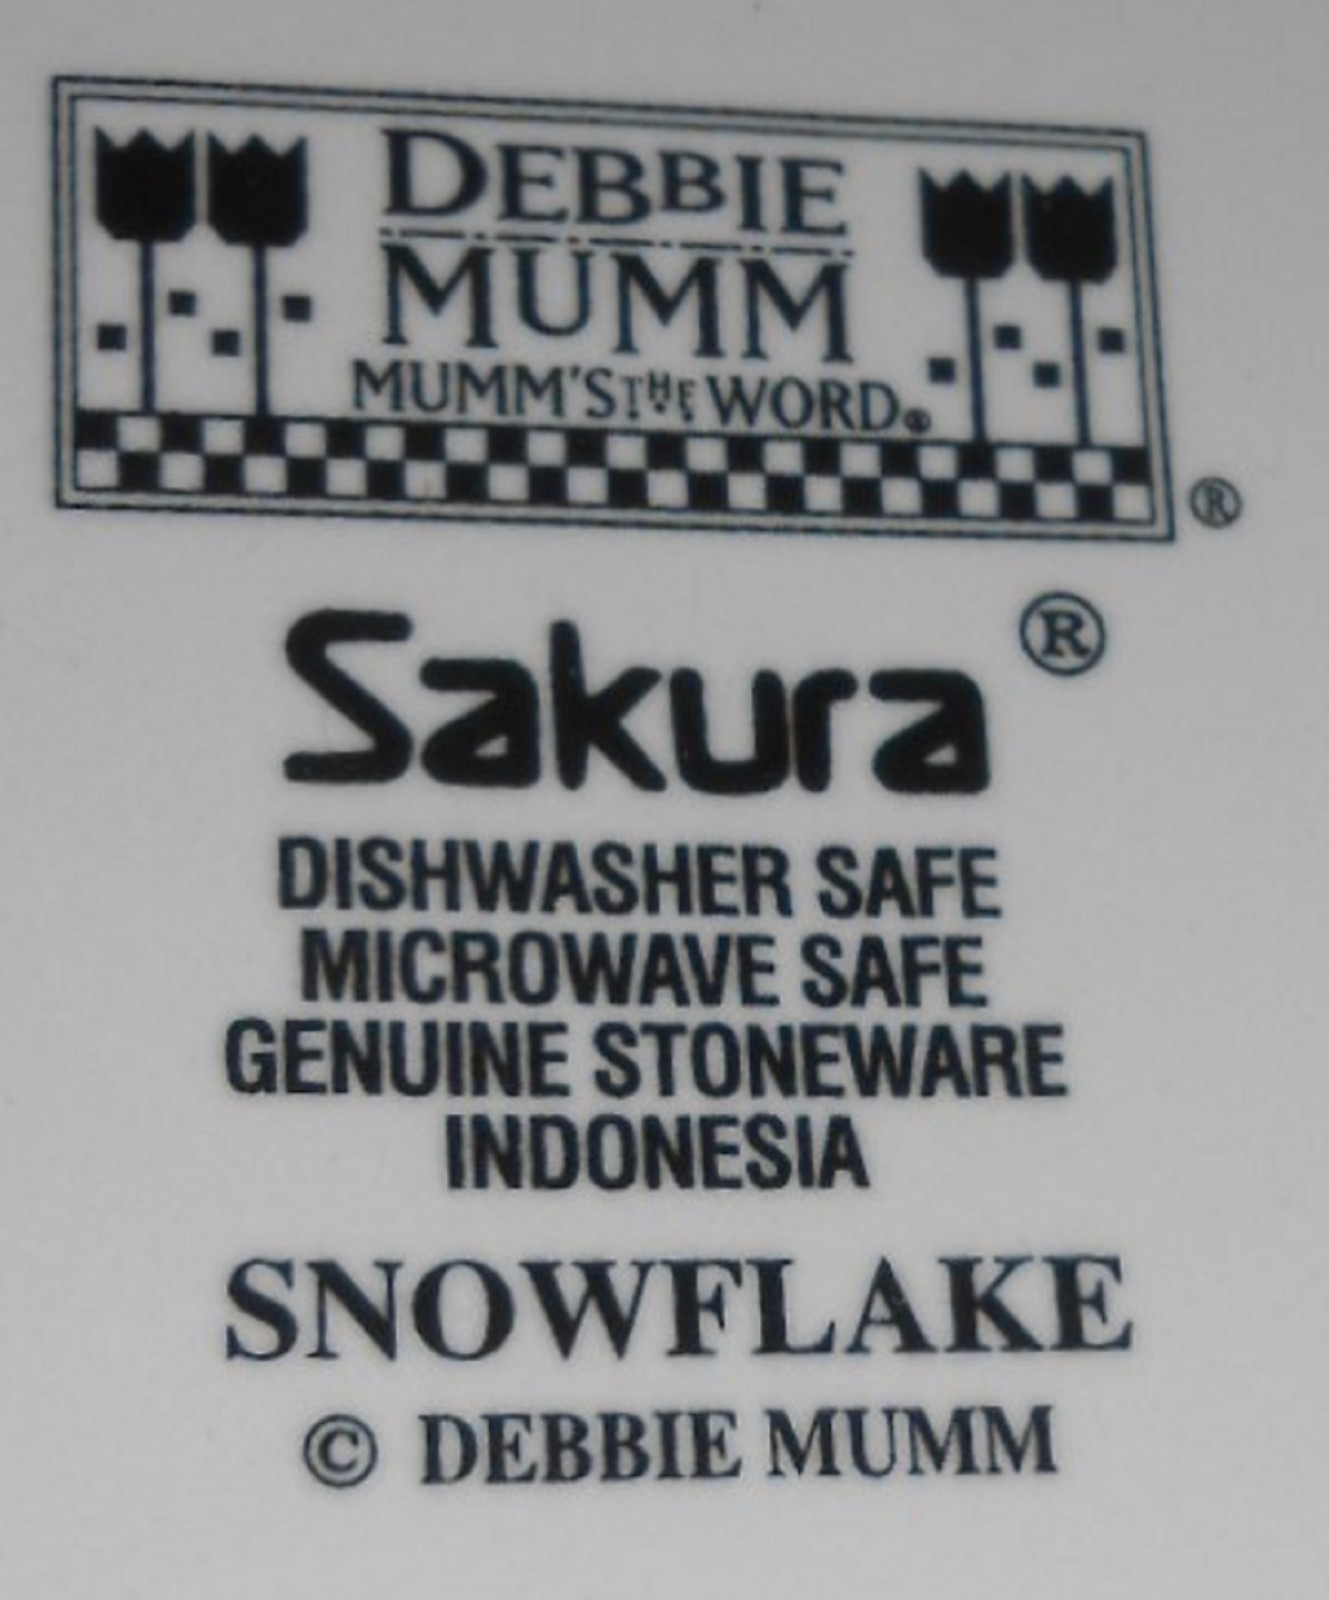 DEBBIE
MUMM
MUMM'S THE WORD®
®
Sakura®
DISHWASHER SAFE
MICROWAVE SAFE
GENUINE STONEWARE
INDONESIA
SNOWFLAKE
© DEBBIE MUMM